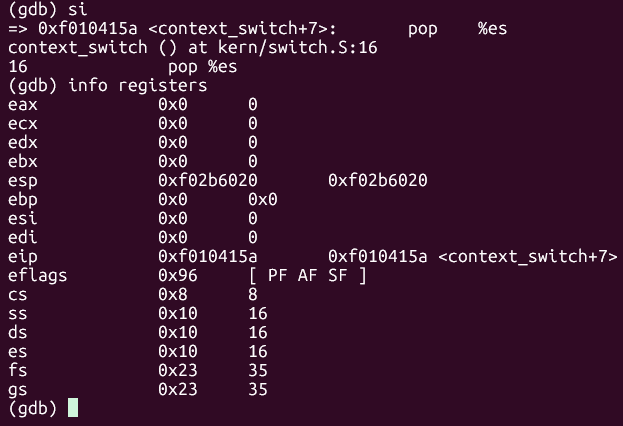 (gdb) si
=> 0xf010415a <context_switch+7>:	pop    %es
context_switch () at kern/switch.S:16
16		pop %es
(gdb) info registers
eax            0x0      0
ecx            0x0      0
edx            0x0      0
ebx            0x0      0
esp            0xf02b6020       0xf02b6020
ebp            0x0      0x0
esi            0x0      0
edi            0x0      0
eip            0xf010415a       0xf010415a <context_switch+7>
eflags         0x96     [ PF AF SF ]
cs             0x8      8
ss             0x10     16
ds             0x10     16
es             0x10     16
fs             0x23     35
gs             0x23     35
(gdb)